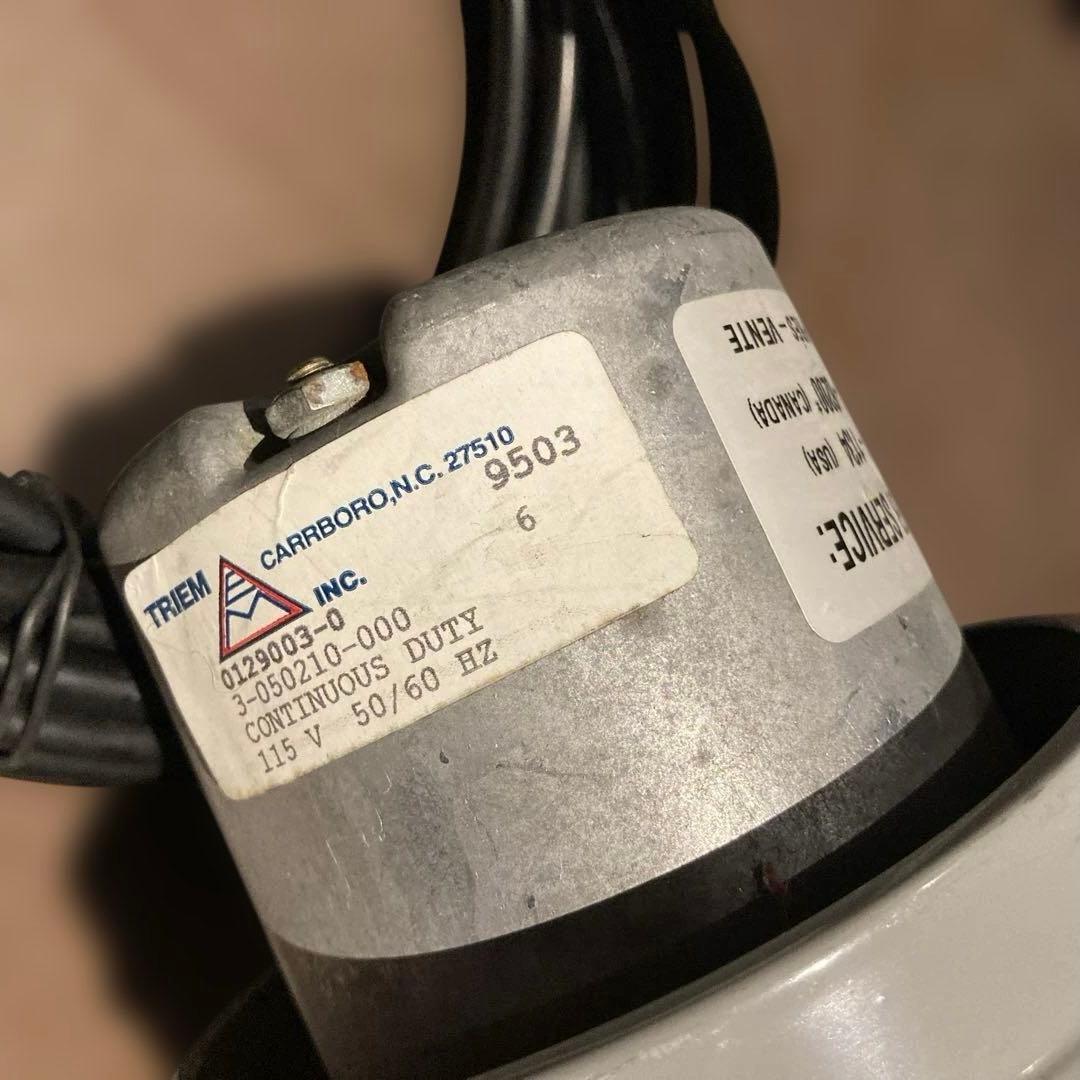 TRIEM INC.
CARRBORO, N.C. 27510
9503
6
0129003-0
3-050210-000
CONTINUOUS DUTY
115 V 50/60 HZ
SERVICE:
(USA)
(CANADA)
VENTE